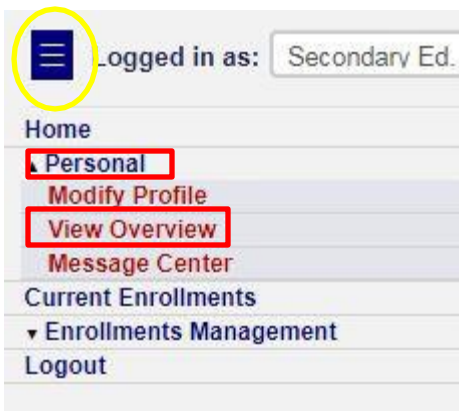 Logged in as: Secondary Ed.
Home
▴ Personal
Modify Profile
View Overview
Message Center
Current Enrollments
▾ Enrollments Management
Logout